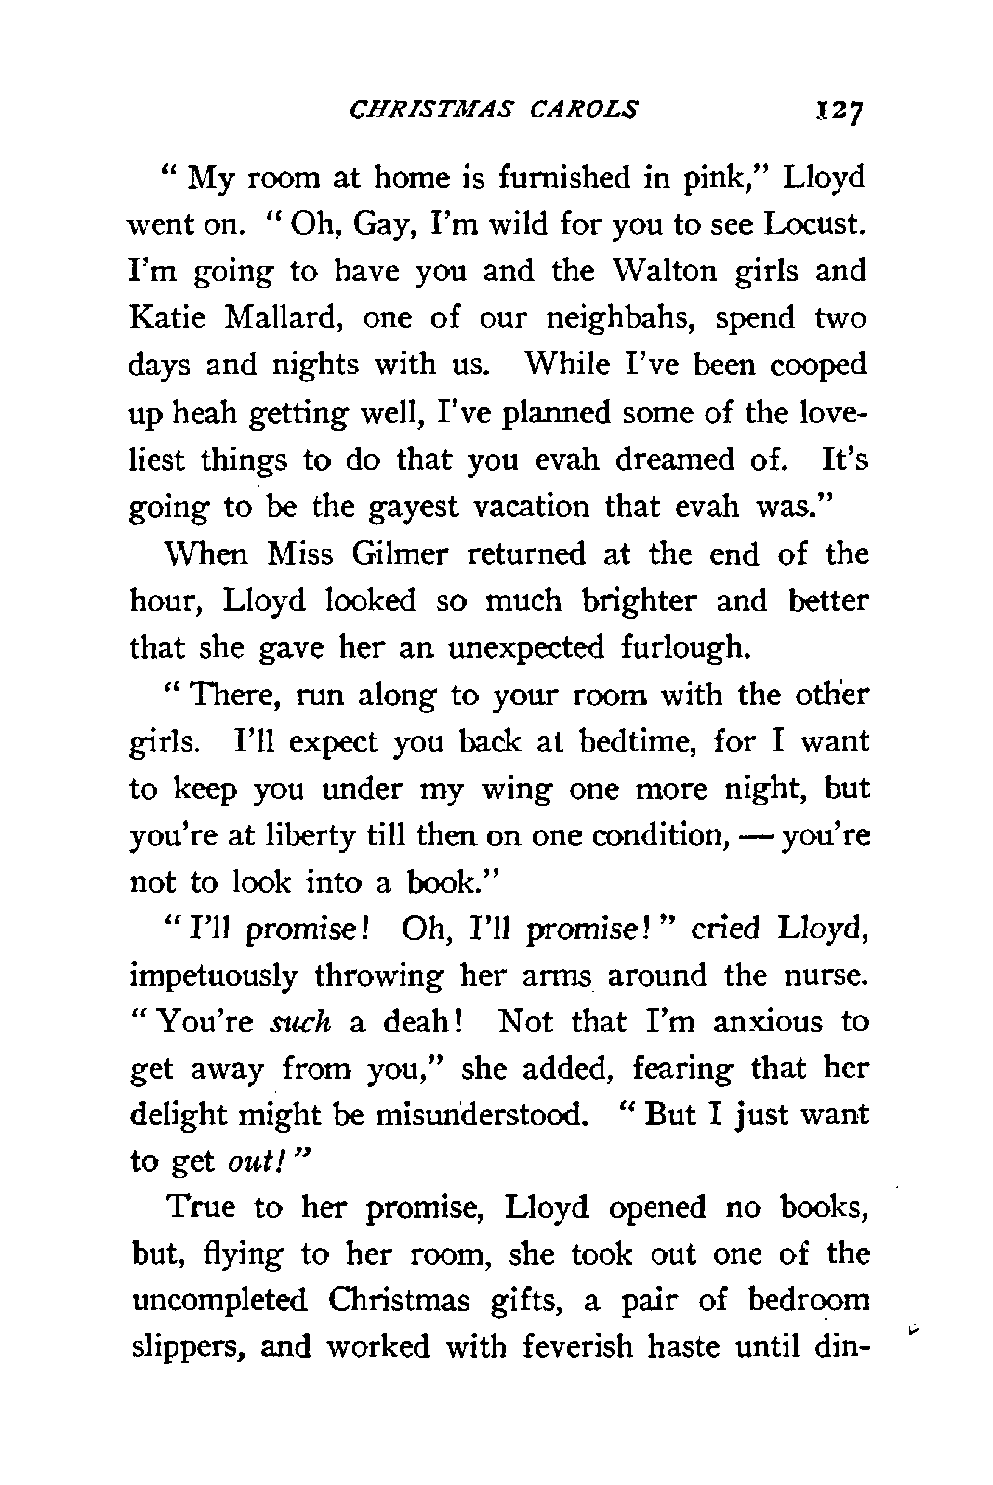 CHRISTMAS CAROLS 127
" My room at home is furnished in pink," Lloyd
went on. " Oh, Gay, I'm wild for you to see Locust.
I'm going to have you and the Walton girls and
Katie Mallard, one of our neighbahs, spend two
days and nights with us. While I've been cooped
up heah getting well, I've planned some of the love-
liest things to do that you evah dreamed of. It's
going to be the gayest vacation that evah was."
When Miss Gilmer returned at the end of the
hour, Lloyd looked so much brighter and better
that she gave her an unexpected furlough.
" There, run along to your room with the other
girls. I'll expect you back at bedtime, for I want
to keep you under my wing one more night, but
you're at liberty till then on one condition, — you're
not to look into a book."
" I'll promise! Oh, I'll promise! " cried Lloyd,
impetuously throwing her arms around the nurse.
" You're such a deah! Not that I'm anxious to
get away from you," she added, fearing that her
delight might be misunderstood. " But I just want
to get out! "
True to her promise, Lloyd opened no books,
but, flying to her room, she took out one of the
uncompleted Christmas gifts, a pair of bedroom
slippers, and worked with feverish haste until din-